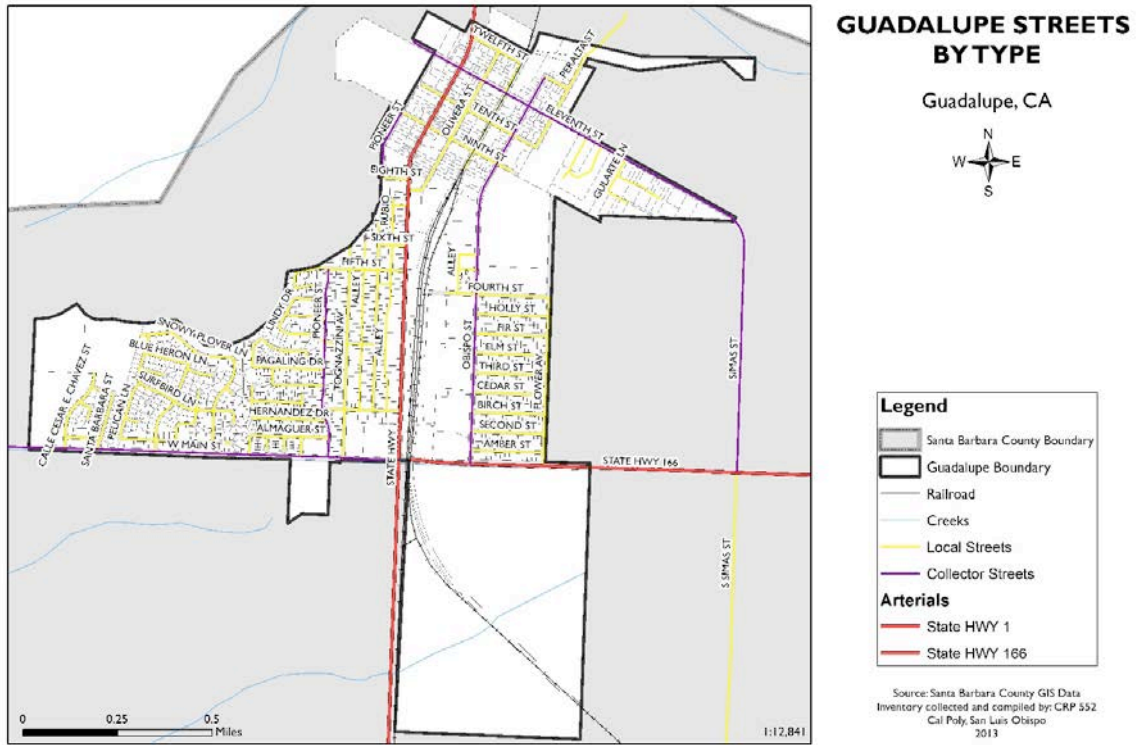 GUADALUPE STREETS
BY TYPE
Guadalupe, CA
N
W E
S
TWELFTH ST
PERALTA ST
OLIVERA ST
PIONEER ST
TENTH ST
ELEVENTH ST
NINTH ST
GULARTE LN
EIGHTH ST
RUBIO
SIXTH ST
FIFTH ST
ALLEY
ALLEY
FOURTH ST
LINDY DR
PIONEER ST
HOLLY ST
SNOWY PLOVER LN
FIR ST
BLUE HERON LN
TOGNAZZINI AV
ALLEY
OBISPO ST
ELM ST
FLOWER AV
SIMAS ST
PAGALING DR
THIRD ST
CALLE CESAR E CHAVEZ ST
SANTA BARBARA ST
PELICAN LN
SURFBIRD LN
CEDAR ST
HERNANDEZ DR
BIRCH ST
ALMAGUER ST
SECOND ST
W MAIN ST
AMBER ST
STATE HWY 1
STATE HWY 166
S SIMAS ST
Legend
Santa Barbara County Boundary
Guadalupe Boundary
Railroad
Creeks
Local Streets
Collector Streets
Arterials
State HWY 1
State HWY 166
0 0.25 0.5
Miles
1:12,841
Source: Santa Barbara County GIS Data
Inventory collected and compiled by: CRP 552
Cal Poly, San Luis Obispo
2013